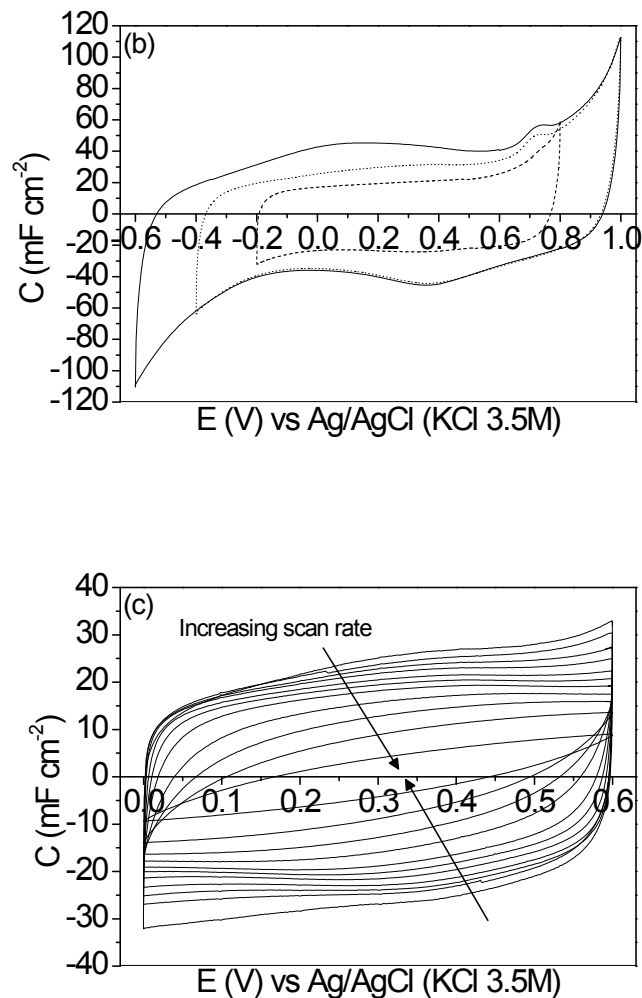 (b)
120
100
80
60
40
20
0
-20
-40
-60
-80
-100
-120
C (mF cm-2)
-0.6 -0.4 -0.2 0.0 0.2 0.4 0.6 0.8 1.0
E (V) vs Ag/AgCl (KCl 3.5M)
(c)
Increasing scan rate
40
30
20
10
0
-10
-20
-30
-40
C (mF cm-2)
0.0 0.1 0.2 0.3 0.4 0.5 0.6
E (V) vs Ag/AgCl (KCl 3.5M)